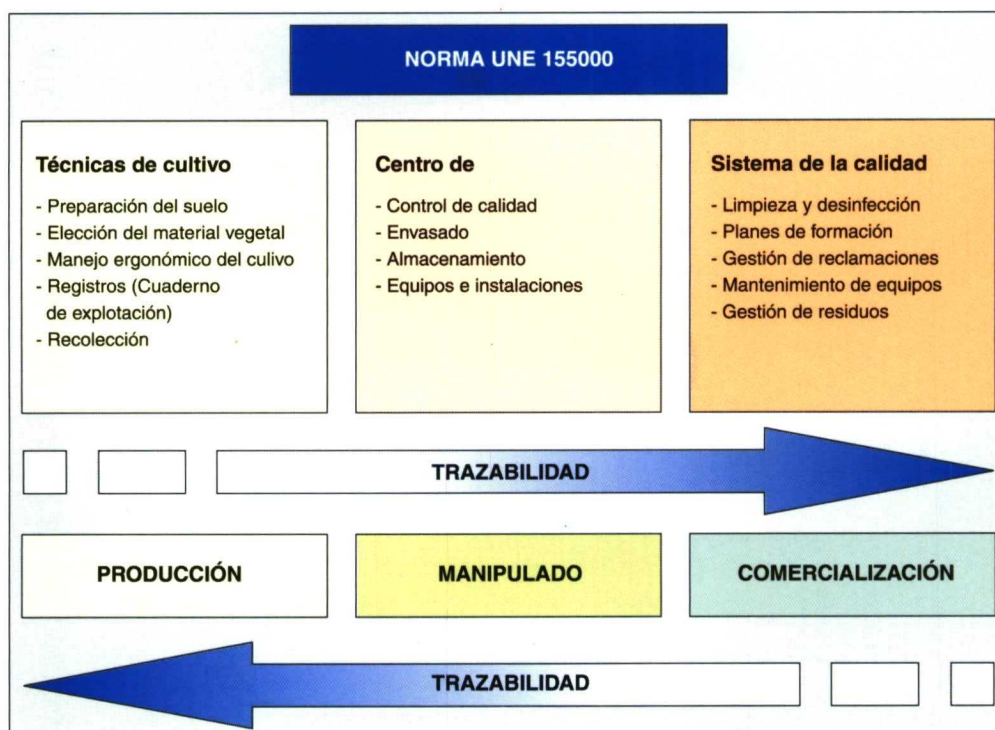 NORMA UNE 155000
Técnicas de cultivo
- Preparación del suelo
- Elección del material vegetal
- Manejo ergonómico del culivo
- Registros (Cuaderno
de explotación)
- Recolección
Centro de
- Control de calidad
- Envasado
- Almacenamiento
- Equipos e instalaciones
Sistema de la calidad
- Limpieza y desinfección
- Planes de formación
- Gestión de reclamaciones
- Mantenimiento de equipos
- Gestión de residuos
TRAZABILIDAD
PRODUCCIÓN
MANIPULADO
COMERCIALIZACIÓN
TRAZABILIDAD